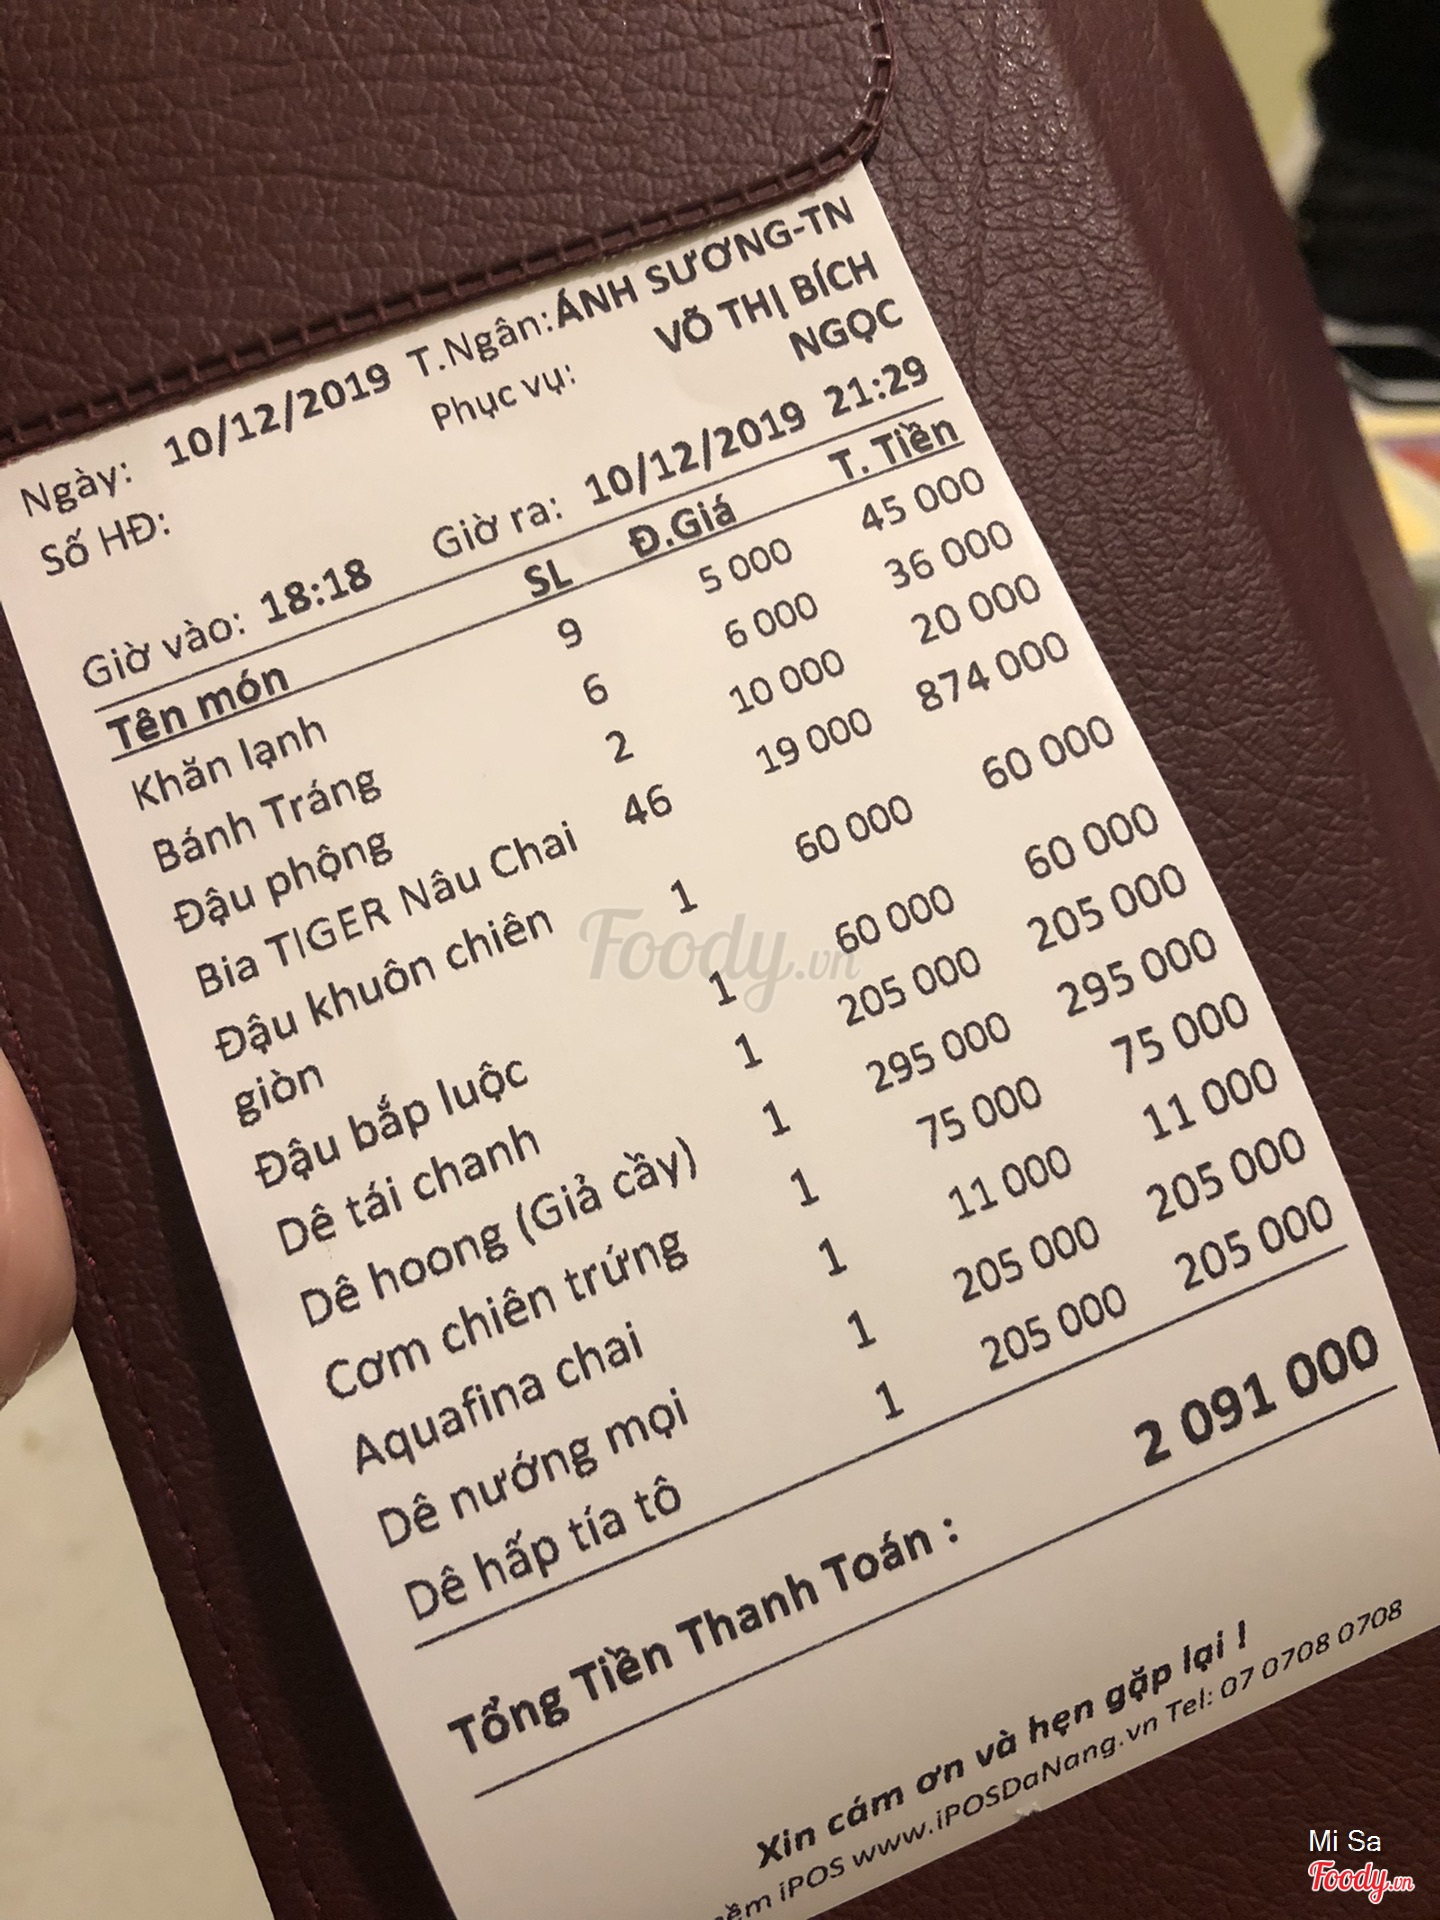 Ngày: 10/12/2019 T.Ngân: ÁNH SƯƠNG-TN
Số HĐ: Phục vụ: VÕ THỊ BÍCH
NGỌC
Giờ vào: 18:18 Giờ ra: 10/12/2019 21:29
Tên món SL Đ.Giá T. Tiền
Khăn lạnh 9 5 000 45 000
Bánh Tráng 6 6 000 36 000
Đậu phộng 2 10 000 20 000
Bia TIGER Nâu Chai 46 19 000 874 000
Đậu khuôn chiên 1 60 000 60 000
giòn
Đậu bắp luộc 1 60 000 60 000
Dê tái chanh 1 205 000 205 000
Dê hoong (Giả cầy) 1 295 000 295 000
Cơm chiên trứng 1 75 000 75 000
Aquafina chai 1 11 000 11 000
Dê nướng mọi 1 205 000 205 000
Dê hấp tía tô 1 205 000 205 000
Tổng Tiền Thanh Toán : 2 091 000
Xin cám ơn và hẹn gặp lại !
iPOS www.iPOSDaNang.vn Tel: 07 0708 0708
Foody.vn
Mi Sa
Foody.vn